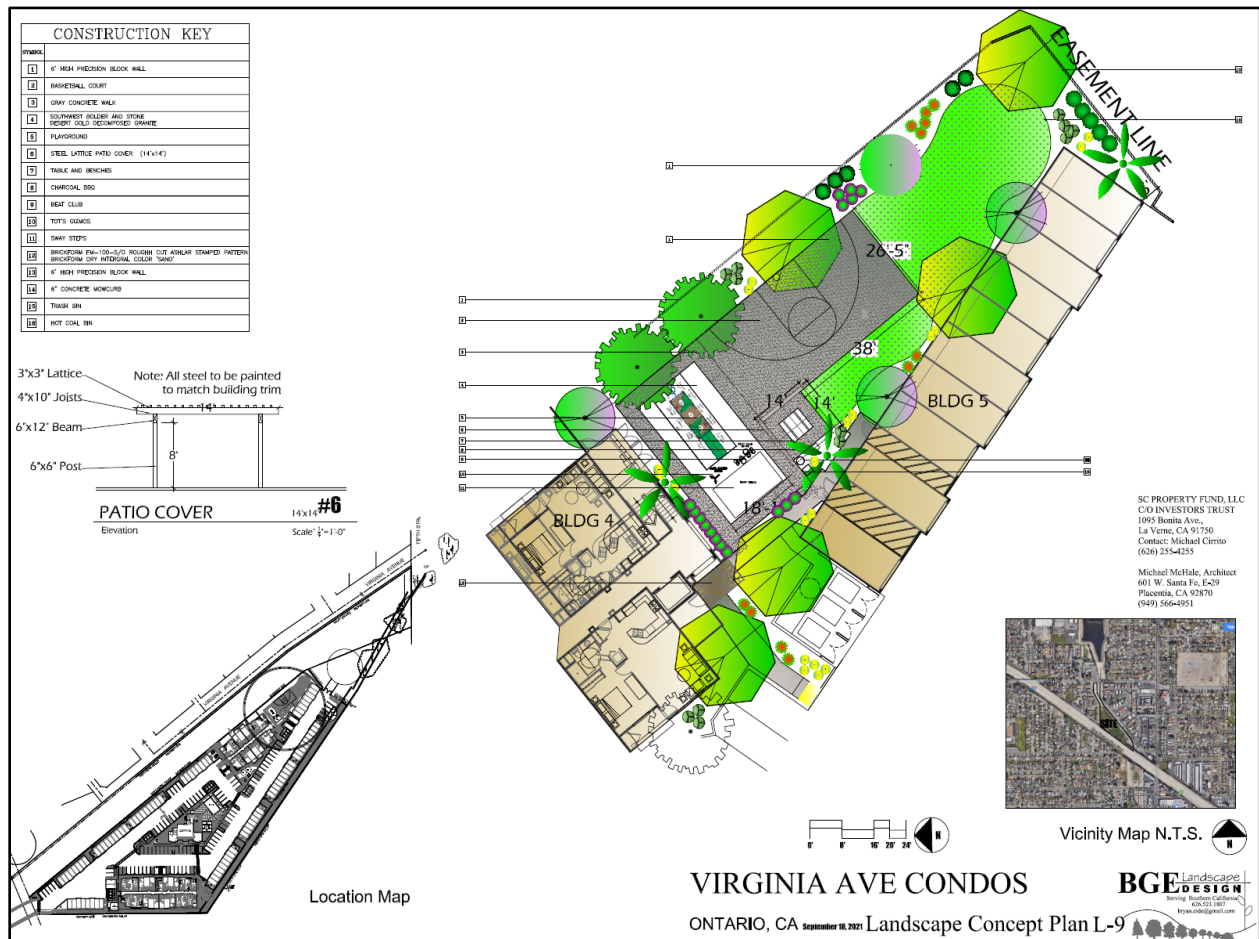 CONSTRUCTION KEY
SYMBOL
1 6' HIGH PRECISION BLOCK WALL
2 BASKETBALL COURT
3 GRAY CONCRETE WALK
4 SOUTHWEST BOLDER AND STONE
DESERT GOLD DECOMPOSED GRANITE
5 PLAYGROUND
6 STEEL LATTICE PATIO COVER (14'x14')
7 TABLE AND BENCHES
8 CHARCOAL BBQ
9 BEAT CLUB
10 TOT'S GIZMOS
11 SWAY STEPS
12 BRICKFORM FM-100-S/O ROUGHH CUT ASHLAR STAMPED PATTERN
BRICKFORM DRY INTERGRAL COLOR 'SAND'
13 6' HIGH PRECISION BLOCK WALL
14 6" CONCRETE MOWCURB
15 TRASH BIN
16 HOT COAL BIN
3"x3" Lattice
4"x10" Joists
6"x12" Beam
6"x6" Post
Note: All steel to be painted
to match building trim
14'
8'
PATIO COVER
14'x14'
#6
Elevation
Scale" ¼"=1'-0"
EASEMENT LINE
26'-5"
38'
14'
14'
18'-
BLDG 5
BLDG 4
VIRGINIA AVENUE
VIRGINIA AVENUE
FIFTH STR.
Location Map
SC PROPERTY FUND, LLC
C/O INVESTORS TRUST
1095 Bonita Ave.,
La Verne, CA 91750
Contact: Michael Cirrito
(626) 255-4255
Michael McHale, Architect
601 W. Santa Fe, E-29
Placentia, CA 92870
(949) 566-4951
SITE
0' 8' 16' 20' 24'
N
Vicinity Map N.T.S.
N
VIRGINIA AVE CONDOS
ONTARIO, CA September 18, 2021 Landscape Concept Plan L-9
BGE Landscape
DESIGN
Serving Southern California
626.523.1807
bryan.eide@gmail.com